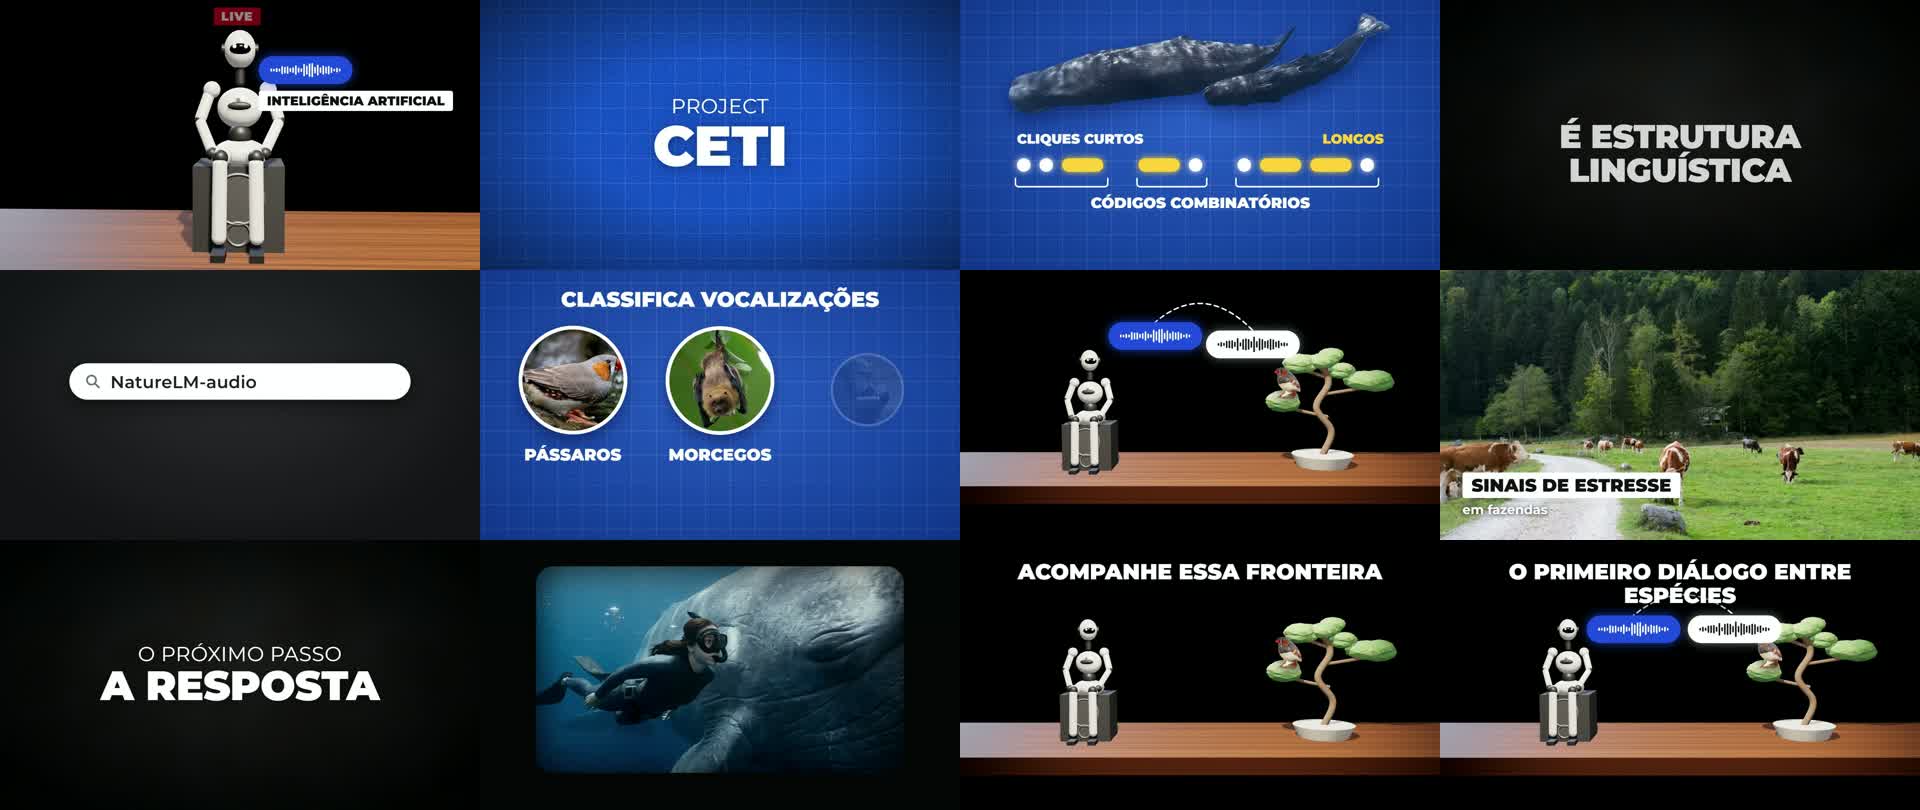 LIVE
INTELIGÊNCIA ARTIFICIAL
PROJECT
CETI
CLIQUES CURTOS
LONGOS
CÓDIGOS COMBINATÓRIOS
É ESTRUTURA
LINGUÍSTICA
NatureLM-audio
CLASSIFICA VOCALIZAÇÕES
PÁSSAROS
MORCEGOS
SINAIS DE ESTRESSE
em fazendas
O PRÓXIMO PASSO
A RESPOSTA
ACOMPANHE ESSA FRONTEIRA
O PRIMEIRO DIÁLOGO ENTRE
ESPÉCIES